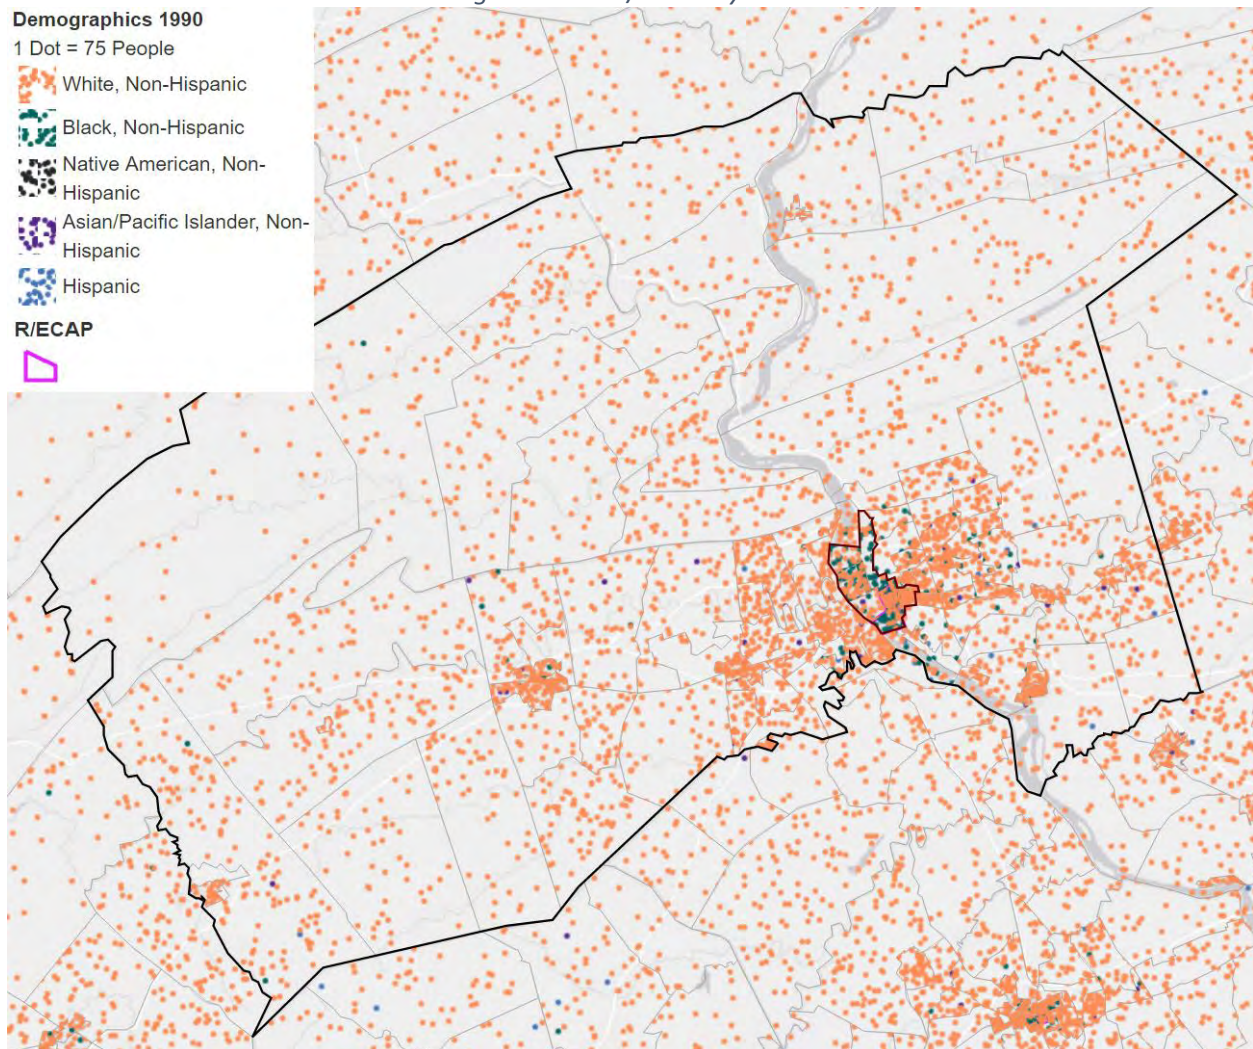 Demographics 1990
1 Dot = 75 People
White, Non-Hispanic
Black, Non-Hispanic
Native American, Non-
Hispanic
Asian/Pacific Islander, Non-
Hispanic
Hispanic
R/ECAP